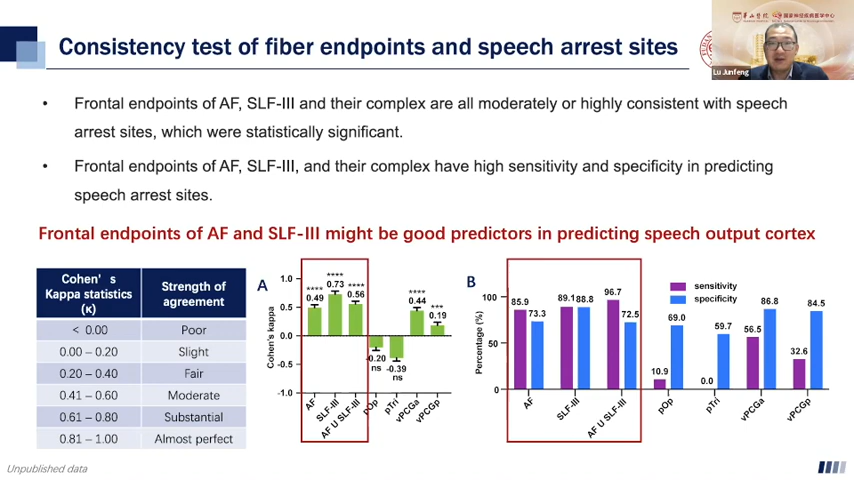 Consistency test of fiber endpoints and speech arrest sites
Lu Junfeng
• Frontal endpoints of AF, SLF-III and their complex are all moderately or highly consistent with speech
arrest sites, which were statistically significant.
• Frontal endpoints of AF, SLF-III, and their complex have high sensitivity and specificity in predicting
speech arrest sites.
Frontal endpoints of AF and SLF-III might be good predictors in predicting speech output cortex
Cohen's Kappa statistics (κ) Strength of agreement
< 0.00 Poor
0.00 – 0.20 Slight
0.20 – 0.40 Fair
0.41 – 0.60 Moderate
0.61 – 0.80 Substantial
0.81 – 1.00 Almost perfect
A
Cohen's kappa
1.0
0.5
0.0
-0.5
-1.0
**** 0.49
**** 0.73
**** 0.56
-0.20 ns
-0.39 ns
**** 0.44
*** 0.19
AF SLF-III AF U SLF-III pOp pTri vPCGa vPCGp
B
sensitivity
specificity
Percentage (%)
100
50
0
85.9 73.3
89.1 88.8
96.7 72.5
10.9 69.0
0.0 59.7
56.5 86.8
32.6 84.5
AF SLF-III AF U SLF-III pOp pTri vPCGa vPCGp
Unpublished data